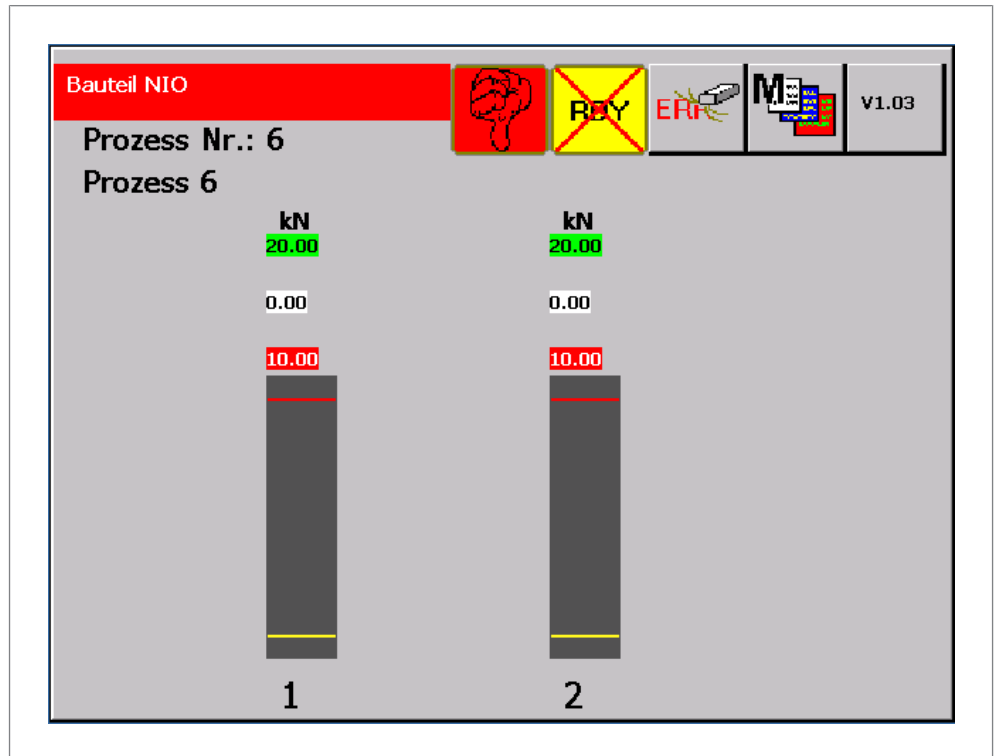 Bauteil NIO
RDY
ERR
M
V1.03
Prozess Nr.: 6
Prozess 6
kN
kN
20.00
20.00
0.00
0.00
10.00
10.00
1
2